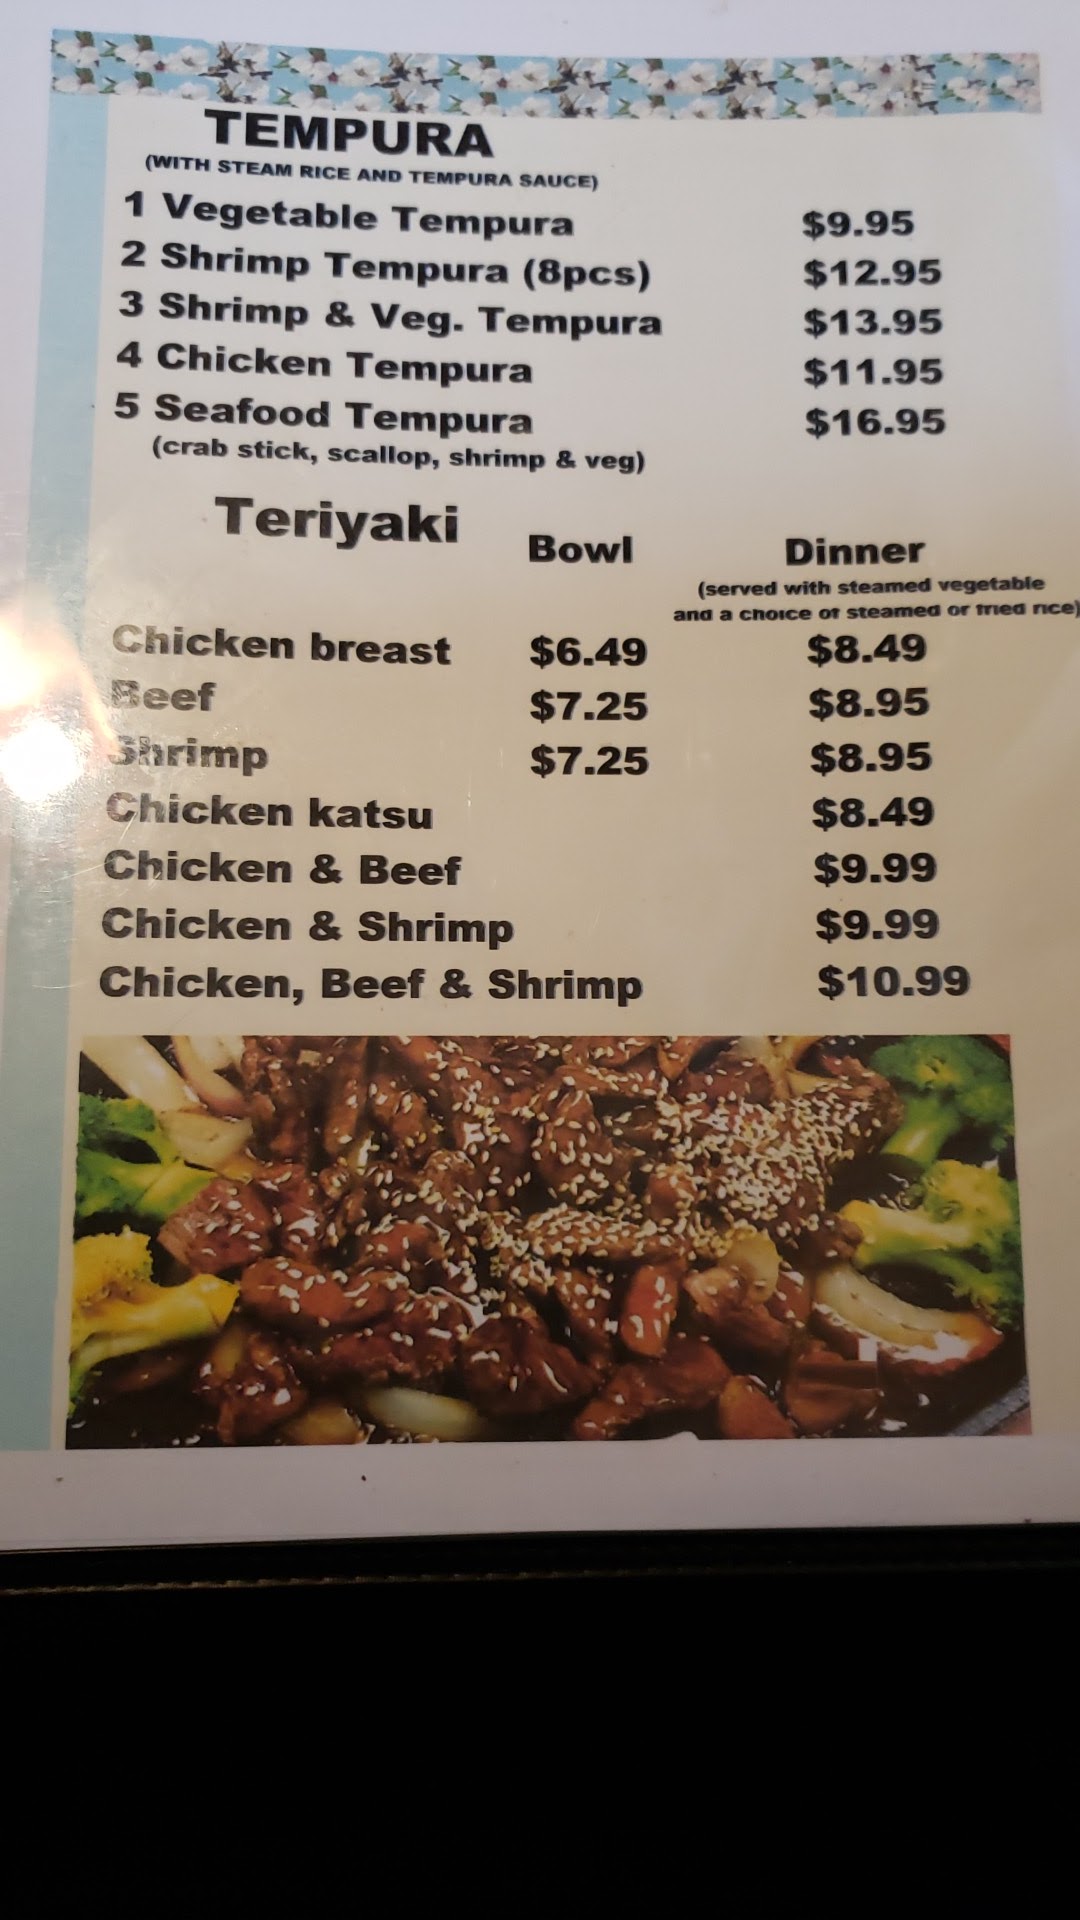 TEMPURA
(WITH STEAM RICE AND TEMPURA SAUCE)
1 Vegetable Tempura $9.95
2 Shrimp Tempura (8pcs) $12.95
3 Shrimp & Veg. Tempura $13.95
4 Chicken Tempura $11.95
5 Seafood Tempura $16.95
(crab stick, scallop, shrimp & veg)
Teriyaki Bowl Dinner
(served with steamed vegetable
and a choice of steamed or fried rice)
Chicken breast $6.49 $8.49
Beef $7.25 $8.95
Shrimp $7.25 $8.95
Chicken katsu $8.49
Chicken & Beef $9.99
Chicken & Shrimp $9.99
Chicken, Beef & Shrimp $10.99